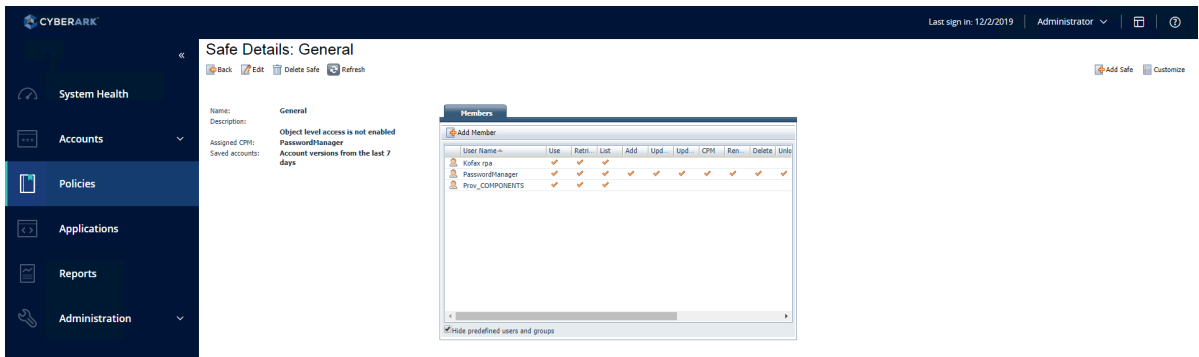 CYBERARK
Last sign in: 12/2/2019 Administrator
Safe Details: General
Back Edit Delete Safe Refresh Add Safe Customize
System Health
Accounts
Policies
Applications
Reports
Administration
Name: General
Description:
Object level access is not enabled
Assigned CPM: PasswordManager
Saved accounts: Account versions from the last 7
days
Members
Add Member
User Name Use Retri... List Add Upd... Upd... CPM Ren... Delete Unlo
Kofax rpa
PasswordManager
Prov_COMPONENTS
Hide predefined users and groups